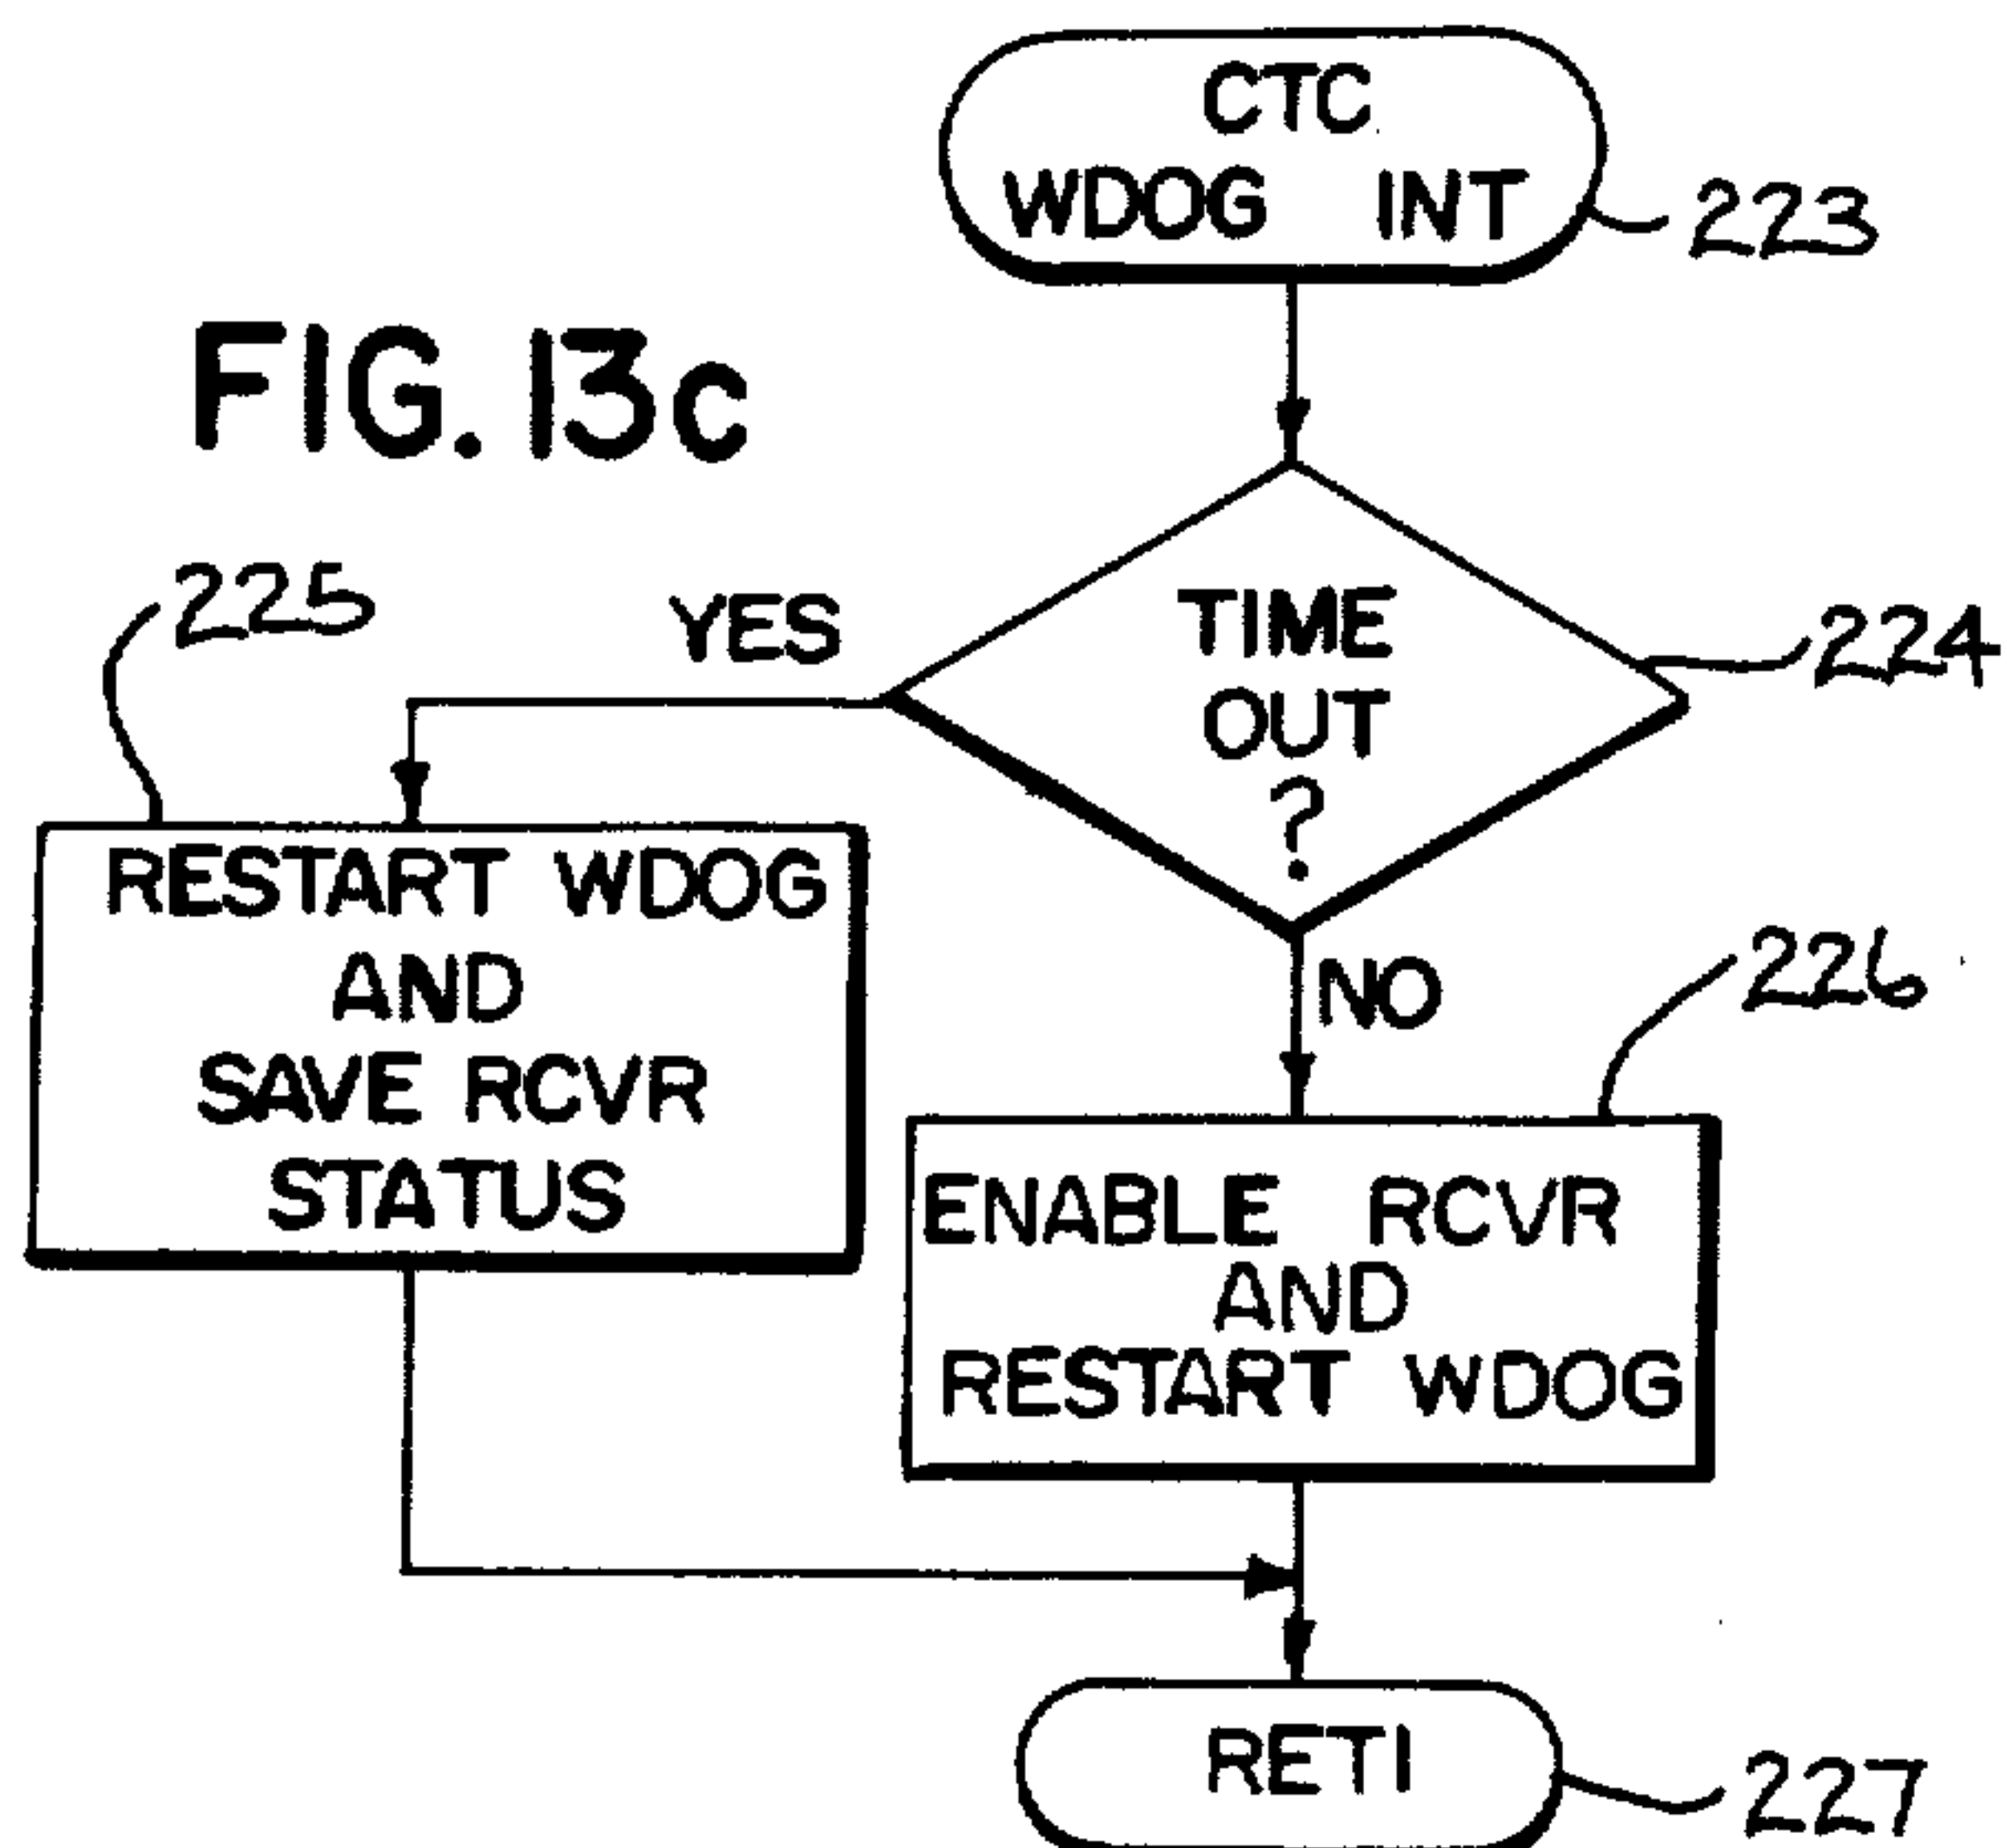 CTC
WDOG INT
223
FIG. 13c
225
YES
TIME
OUT
?
224
RESTART WDOG
AND
SAVE RCVR
STATUS
NO
226
ENABLE RCVR
AND
RESTART WDOG
RETI
227